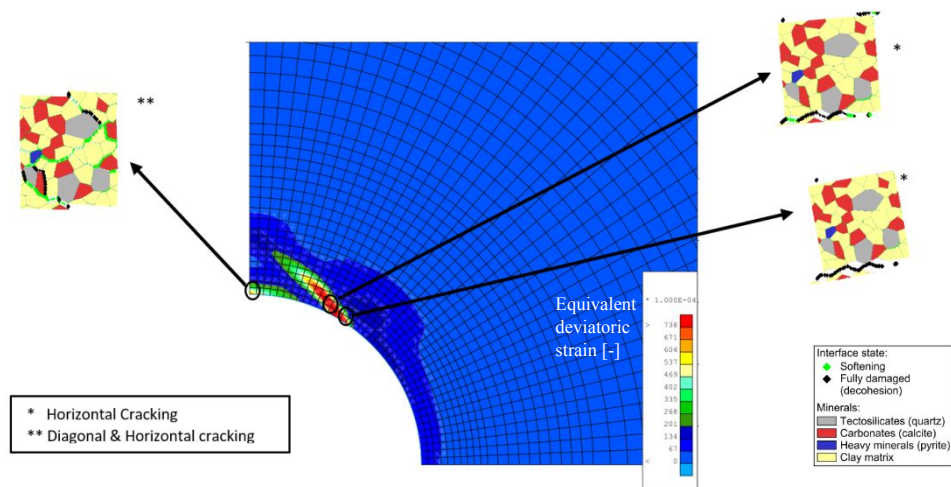 **
*
*
Equivalent
deviatoric
strain [-]
* 1.000E-04
>
738
671
604
537
469
402
335
268
201
134
67
0
<
* Horizontal Cracking
** Diagonal & Horizontal cracking
Interface state:
Softening
Fully damaged
(decohesion)
Minerals:
Tectosilicates (quartz)
Carbonates (calcite)
Heavy minerals (pyrite)
Clay matrix